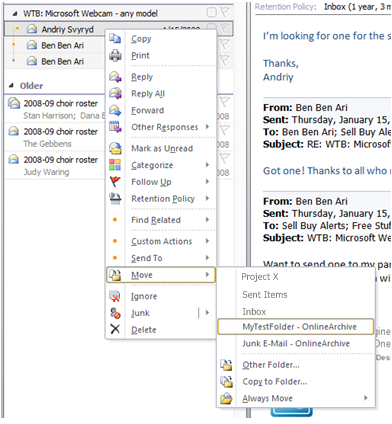 WTB: Microsoft Webcam - any model
Andriy Svyryd
Ben Ben Ari
Ben Ben Ari
Older
2008-09 choir roster
Stan Harrison; Dana
2008-09 choir roster
The Gebbens
2008-09 choir roster
Judy Waring
Copy
Print
Reply
Reply All
Forward
Other Responses
Mark as Unread
Categorize
Follow Up
Retention Policy
Find Related
Custom Actions
Send To
Move
Ignore
Junk
Delete
Project X
Sent Items
Inbox
MyTestFolder - OnlineArchive
Junk E-Mail - OnlineArchive
Other Folder...
Copy to Folder...
Always Move
Retention Policy: Inbox (1 year, 3 m
I'm looking for one for the s
Thanks,
Andriy
From: Ben Ben Ari
Sent: Thursday, January 15,
To: Ben Ben Ari; Sell Buy Ale
Subject: RE: WTB: Microsoft
Got one! Thanks to all who r
From: Ben Ben Ari
Sent: Thursday, January 15,
To: Sell Buy Alerts; Free Stuf
Subject: WTB: Microsoft We
Want to send one to my pa